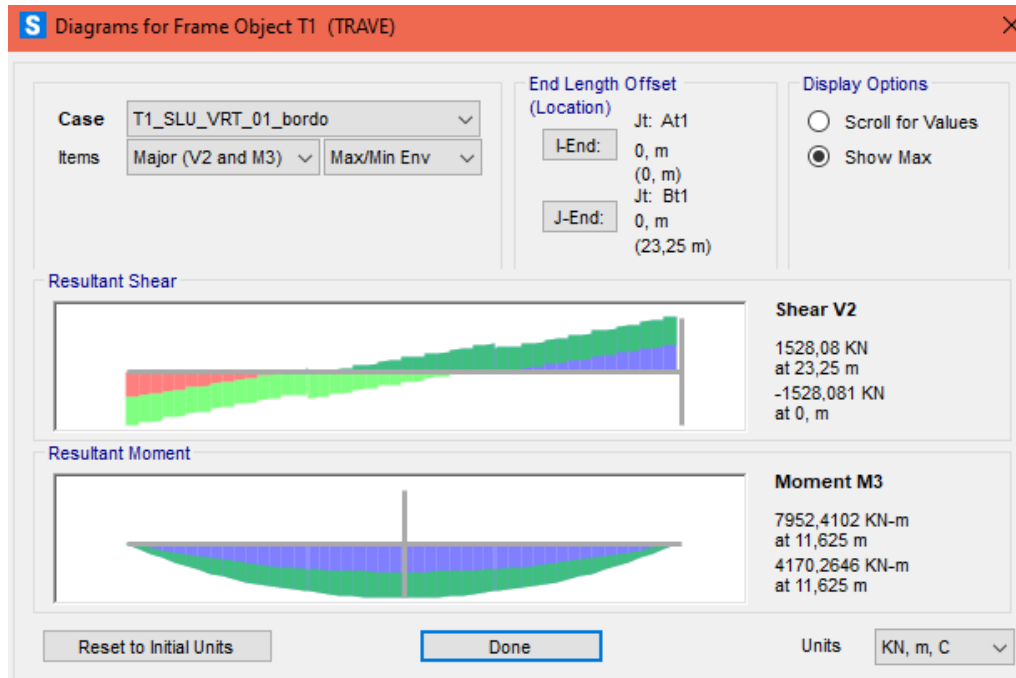 S Diagrams for Frame Object T1 (TRAVE)
Case
T1_SLU_VRT_01_bordo
Items
Major (V2 and M3)
Max/Min Env
End Length Offset
(Location)
I-End:
Jt: At1
0, m
(0, m)
J-End:
Jt: Bt1
0, m
(23,25 m)
Display Options
Scroll for Values
Show Max
Resultant Shear
Shear V2
1528,08 KN
at 23,25 m
-1528,081 KN
at 0, m
Resultant Moment
Moment M3
7952,4102 KN-m
at 11,625 m
4170,2646 KN-m
at 11,625 m
Reset to Initial Units
Done
Units
KN, m, C